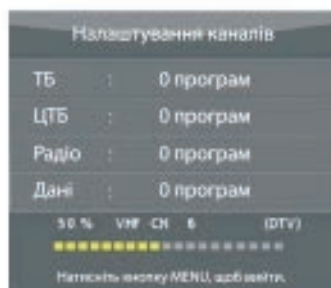 Налаштування каналів
ТБ : 0 програм
ЦТБ : 0 програм
Радіо : 0 програм
Дані : 0 програм
50 % VHF CH 6 (DTV)
Натисніть кнопку MENU, щоб вийти.